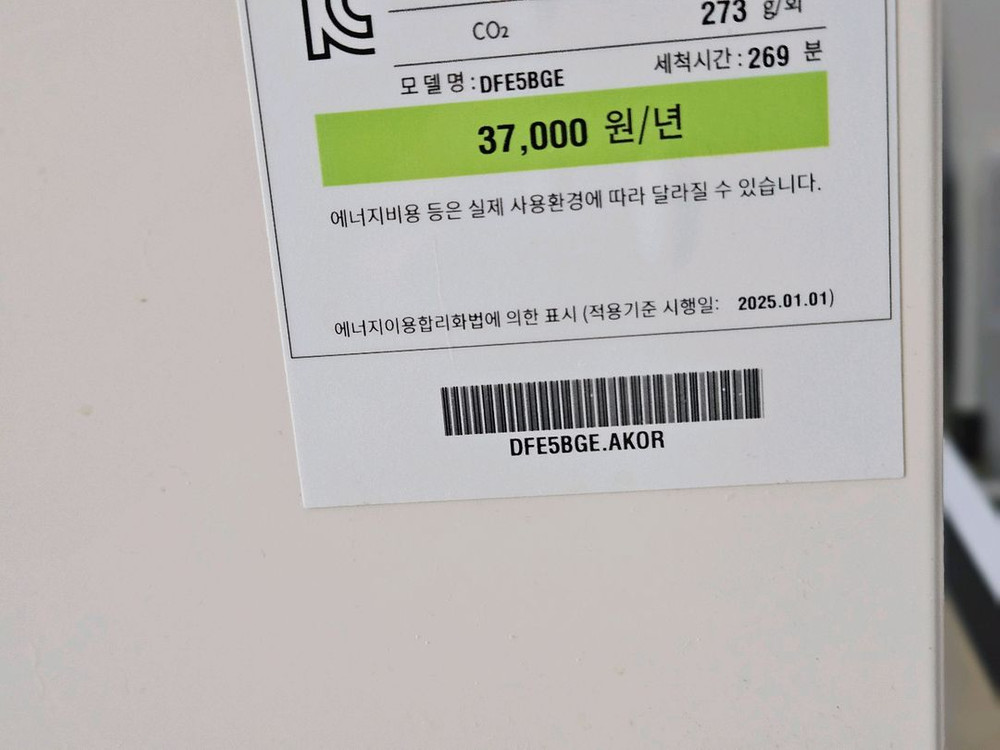 CO₂ 273 g/회
모델명 : DFE5BGE 세척시간 : 269 분
37,000 원/년
에너지비용 등은 실제 사용환경에 따라 달라질 수 있습니다.
에너지이용합리화법에 의한 표시 (적용기준 시행일: 2025.01.01)
DFE5BGE.AKOR